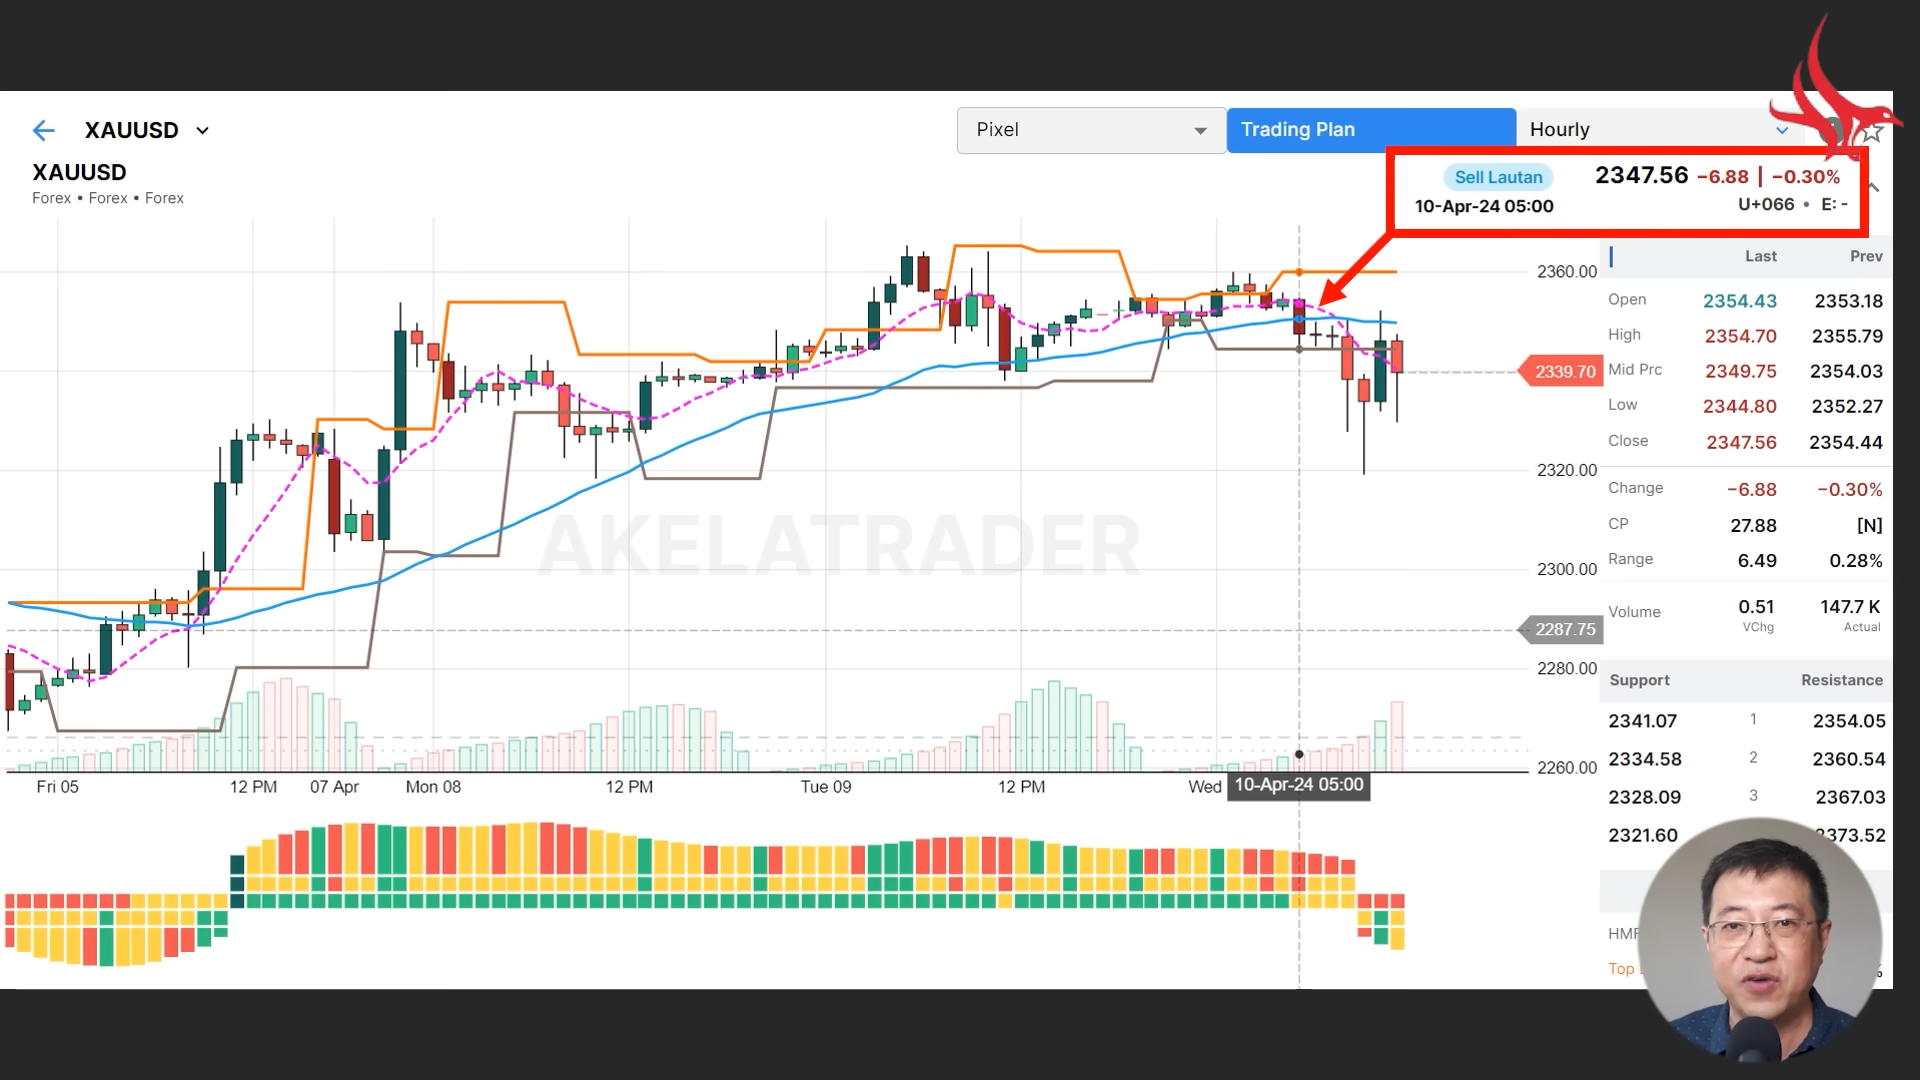 XAUUSD
Pixel
Trading Plan
Hourly
XAUUSD
Forex • Forex • Forex
Sell Lautan
2347.56 −6.88 | −0.30%
10-Apr-24 05:00
U+066 • E: -
Last Prev
Open 2354.43 2353.18
High 2354.70 2355.79
Mid Prc 2349.75 2354.03
Low 2344.80 2352.27
Close 2347.56 2354.44
Change −6.88 −0.30%
CP 27.88 [N]
Range 6.49 0.28%
Volume 0.51 147.7 K
VChg Actual
Support Resistance
2341.07 1 2354.05
2334.58 2 2360.54
2328.09 3 2367.03
2321.60 2373.52
Top
2360.00
2339.70
2320.00
2300.00
2287.75
2280.00
2260.00
AKELATRADER
Fri 05 12 PM 07 Apr Mon 08 12 PM Tue 09 12 PM Wed 10-Apr-24 05:00